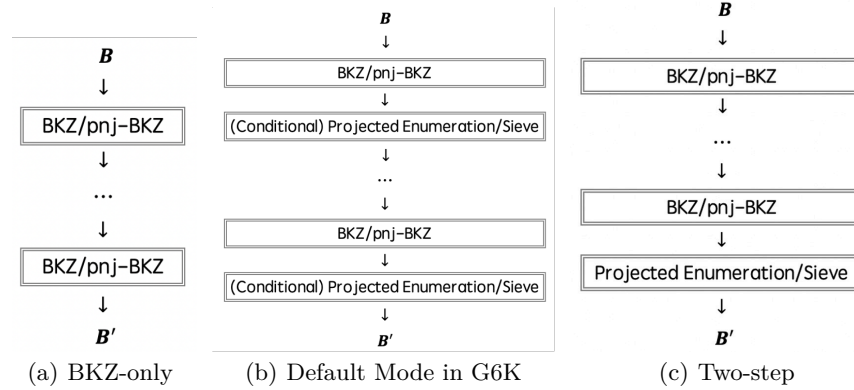 B
↓
BKZ/pnj-BKZ
↓
...
↓
BKZ/pnj-BKZ
↓
B′
(a) BKZ-only
B
↓
BKZ/pnj-BKZ
↓
(Conditional) Projected Enumeration/Sieve
↓
...
↓
BKZ/pnj-BKZ
↓
(Conditional) Projected Enumeration/Sieve
↓
B′
(b) Default Mode in G6K
B
↓
BKZ/pnj-BKZ
↓
...
↓
BKZ/pnj-BKZ
↓
Projected Enumeration/Sieve
↓
B′
(c) Two-step